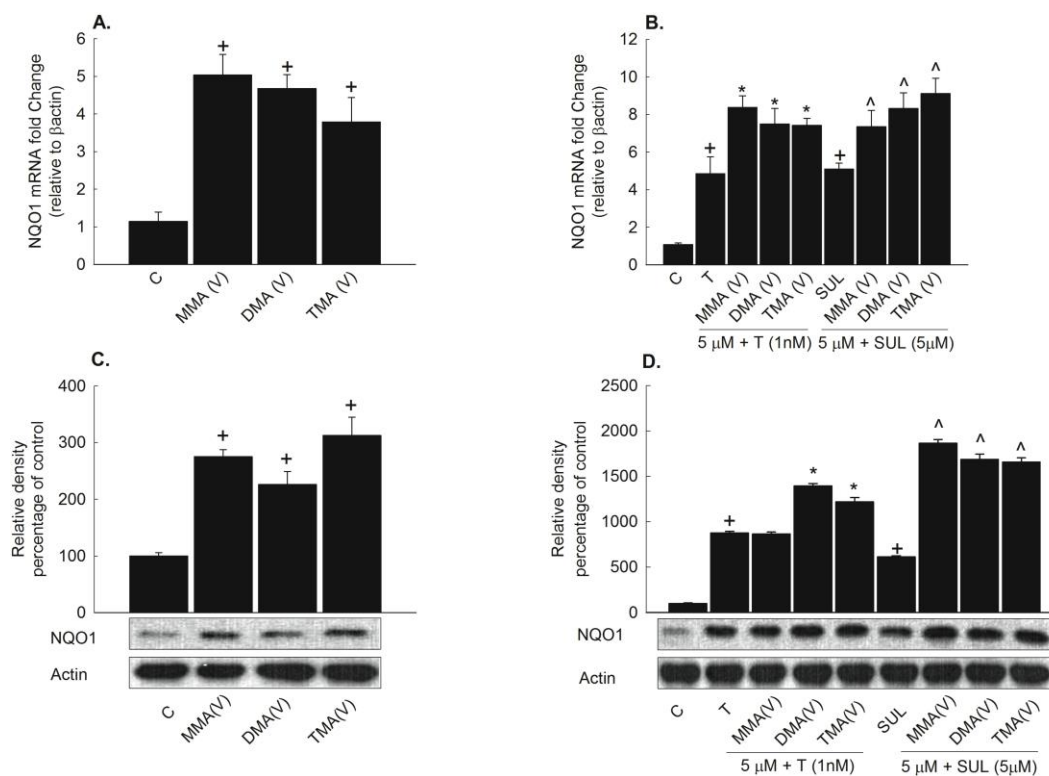 A.
NQO1 mRNA fold Change
(relative to βactin)
6
5
4
3
2
1
0
+
+
+
C
MMA (V)
DMA (V)
TMA (V)
B.
NQO1 mRNA fold Change
(relative to βactin)
12
10
8
6
4
2
0
+
*
*
*
+
^
^
^
C
T
MMA (V)
DMA (V)
TMA (V)
SUL
MMA (V)
DMA (V)
TMA (V)
5 μM + T (1nM)
5 μM + SUL (5μM)
C.
Relative density
percentage of control
400
300
200
100
0
+
+
+
NQO1
Actin
C
MMA(V)
DMA(V)
TMA(V)
D.
Relative density
percentage of control
2500
2000
1500
1000
500
0
+
*
*
+
^
^
^
NQO1
Actin
C
T
MMA(V)
DMA(V)
TMA(V)
SUL
MMA(V)
DMA(V)
TMA(V)
5 μM + T (1nM)
5 μM + SUL (5μM)